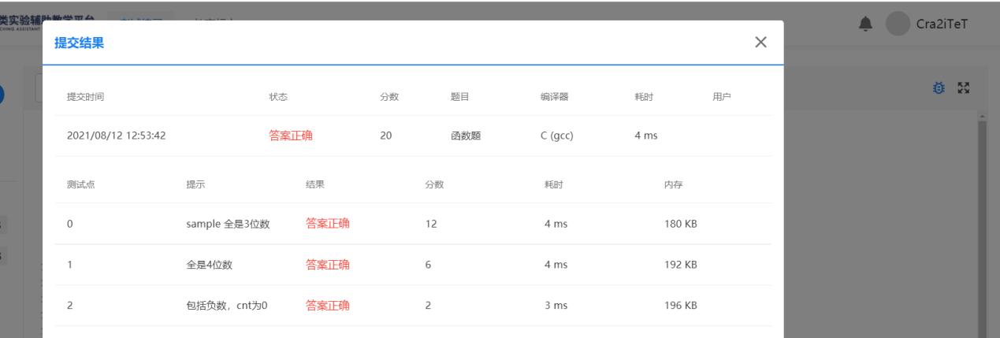 类实验辅助教学平台
CHING ASSISTANT
Cra2iTeT
提交结果
提交时间 状态 分数 题目 编译器 耗时 用户
2021/08/12 12:53:42 答案正确 20 函数题 C (gcc) 4 ms
测试点 提示 结果 分数 耗时 内存
0 sample 全是3位数 答案正确 12 4 ms 180 KB
1 全是4位数 答案正确 6 4 ms 192 KB
2 包括负数，cnt为0 答案正确 2 3 ms 196 KB